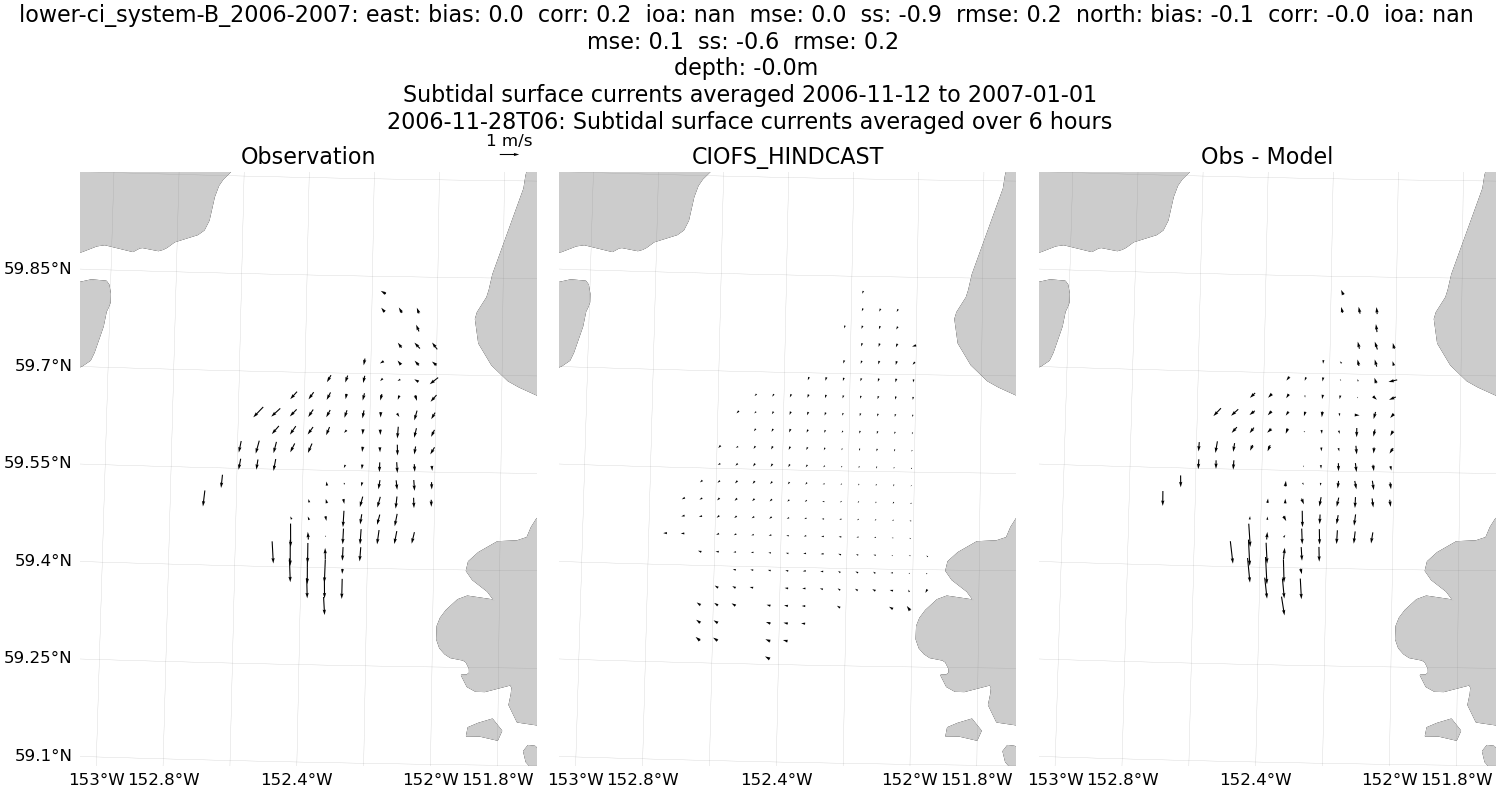 lower-ci_system-B_2006-2007: east: bias: 0.0 corr: 0.2 ioa: nan mse: 0.0 ss: -0.9 rmse: 0.2 north: bias: -0.1 corr: -0.0 ioa: nan
mse: 0.1 ss: -0.6 rmse: 0.2
depth: -0.0m
Subtidal surface currents averaged 2006-11-12 to 2007-01-01
2006-11-28T06: Subtidal surface currents averaged over 6 hours
1 m/s
Observation CIOFS_HINDCAST Obs - Model
59.85°N
59.7°N
59.55°N
59.4°N
59.25°N
59.1°N
153°W 152.8°W 152.4°W 152°W 151.8°W 153°W 152.8°W 152.4°W 152°W 151.8°W 153°W 152.8°W 152.4°W 152°W 151.8°W